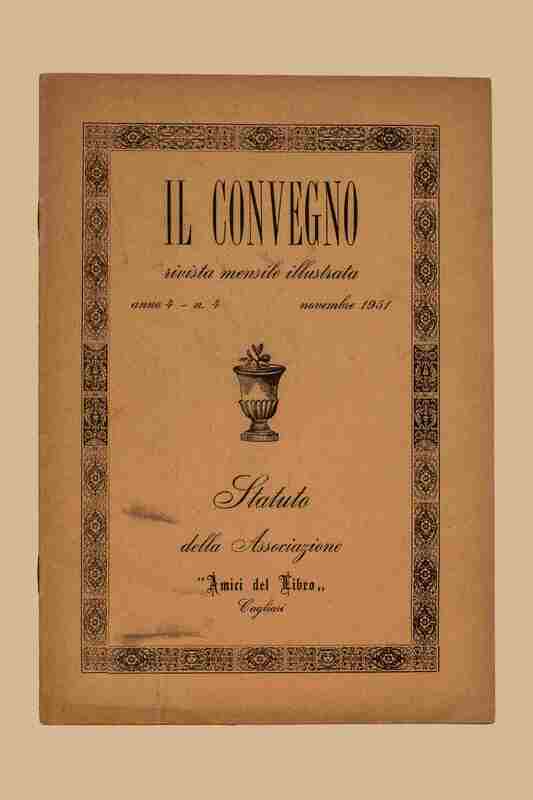 IL CONVEGNO
rivista mensile illustrata
anno 4 - n. 4 novembre 1951
Statuto
della Associazione
"Amici del Libro„
Cagliari